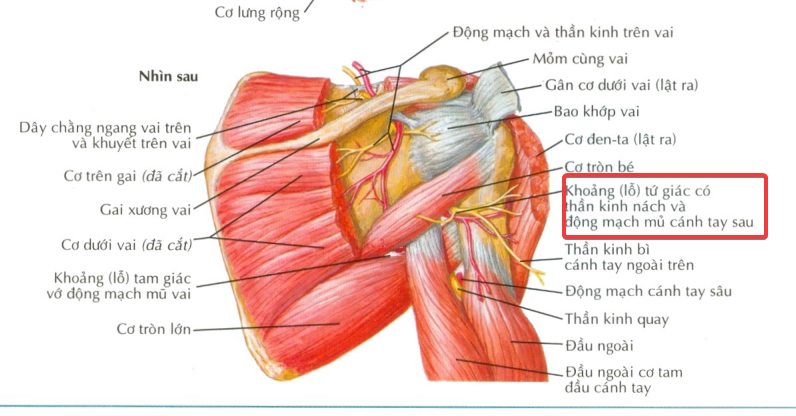 Cơ lưng rộng
Động mạch và thần kinh trên vai
Mỏm cùng vai
Nhìn sau
Gân cơ dưới vai (lật ra)
Bao khớp vai
Dây chằng ngang vai trên
và khuyết trên vai
Cơ đen-ta (lật ra)
Cơ tròn bé
Cơ trên gai (đã cắt)
Khoảng (lỗ) tứ giác có
thần kinh nách và
động mạch mủ cánh tay sau
Gai xương vai
Cơ dưới vai (đã cắt)
Thần kinh bì
cánh tay ngoài trên
Khoảng (lỗ) tam giác
vớ động mạch mũ vai
Động mạch cánh tay sâu
Thần kinh quay
Cơ tròn lớn
Đầu ngoài
Đầu ngoài cơ tam
đầu cánh tay